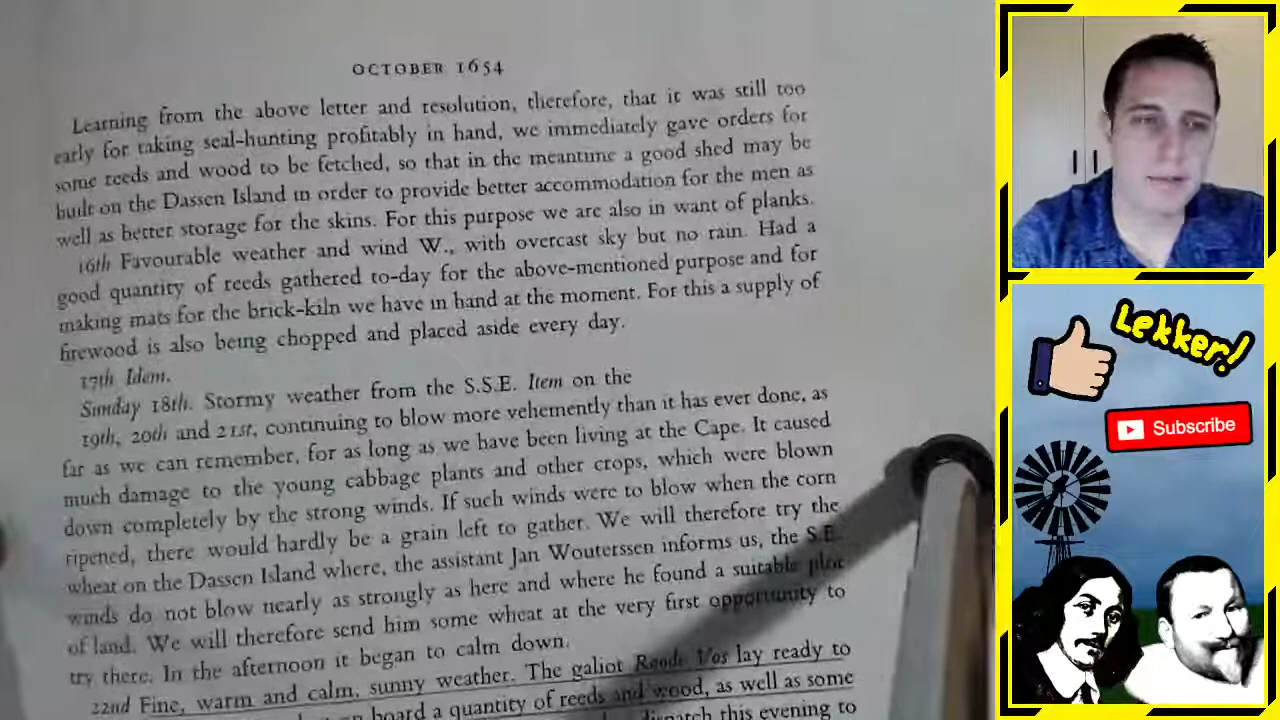 OCTOBER 1654
Learning from the above letter and resolution, therefore, that it was still too
early for taking seal-hunting profitably in hand, we immediately gave orders for
some reeds and wood to be fetched, so that in the meantime a good shed may be
built on the Dassen Island in order to provide better accommodation for the men as
well as better storage for the skins. For this purpose we are also in want of planks.
16th Favourable weather and wind W., with overcast sky but no rain. Had a
good quantity of reeds gathered to-day for the above-mentioned purpose and for
making mats for the brick-kiln we have in hand at the moment. For this a supply of
firewood is also being chopped and placed aside every day.
17th Idem.
Sunday 18th. Stormy weather from the S.S.E. Item on the
19th, 20th and 21st, continuing to blow more vehemently than it has ever done, as
far as we can remember, for as long as we have been living at the Cape. It caused
much damage to the young cabbage plants and other crops, which were blown
down completely by the strong winds. If such winds were to blow when the corn
ripened, there would hardly be a grain left to gather. We will therefore try the
wheat on the Dassen Island where, the assistant Jan Wouterssen informs us, the S.E.
winds do not blow nearly as strongly as here and where he found a suitable plot
of land. We will therefore send him some wheat at the very first opportunity to
try there. In the afternoon it began to calm down.
22nd Fine, warm and calm, sunny weather. The galiot Roode Vos lay ready to
board a quantity of reeds and wood, as well as some
this evening to
Lekker!
Subscribe